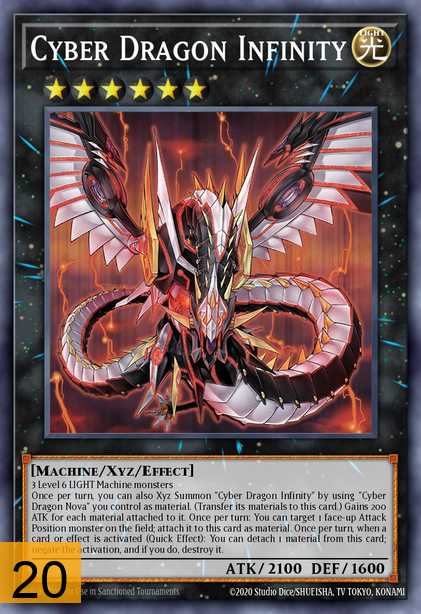 Cyber Dragon Infinity
LIGHT
光
[Machine/Xyz/Effect]
3 Level 6 LIGHT Machine monsters
Once per turn, you can also Xyz Summon "Cyber Dragon Infinity" by using "Cyber
Dragon Nova" you control as material. (Transfer its materials to this card.) Gains 200
ATK for each material attached to it. Once per turn: You can target 1 face-up Attack
Position monster on the field; attach it to this card as material. Once per turn, when a
card or effect is activated (Quick Effect): You can detach 1 material from this card;
negate the activation, and if you do, destroy it.
ATK/2100 DEF/1600
20
Use in Sanctioned Tournaments
©2020 Studio Dice/SHUEISHA, TV TOKYO, KONAMI